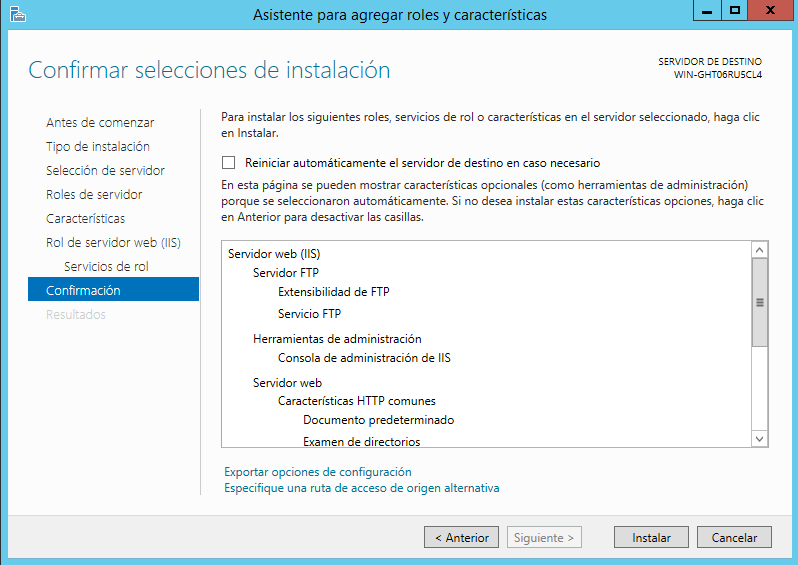 Asistente para agregar roles y características
Confirmar selecciones de instalación
SERVIDOR DE DESTINO
WIN-GHT06RU5CL4
Antes de comenzar
Tipo de instalación
Selección de servidor
Roles de servidor
Características
Rol de servidor web (IIS)
Servicios de rol
Confirmación
Resultados
Para instalar los siguientes roles, servicios de rol o características en el servidor seleccionado, haga clic
en Instalar.
Reiniciar automáticamente el servidor de destino en caso necesario
En esta página se pueden mostrar características opcionales (como herramientas de administración)
porque se seleccionaron automáticamente. Si no desea instalar estas características opciones, haga clic
en Anterior para desactivar las casillas.
Servidor web (IIS)
Servidor FTP
Extensibilidad de FTP
Servicio FTP
Herramientas de administración
Consola de administración de IIS
Servidor web
Características HTTP comunes
Documento predeterminado
Examen de directorios
Exportar opciones de configuración
Especifique una ruta de acceso de origen alternativa
< Anterior
Siguiente >
Instalar
Cancelar